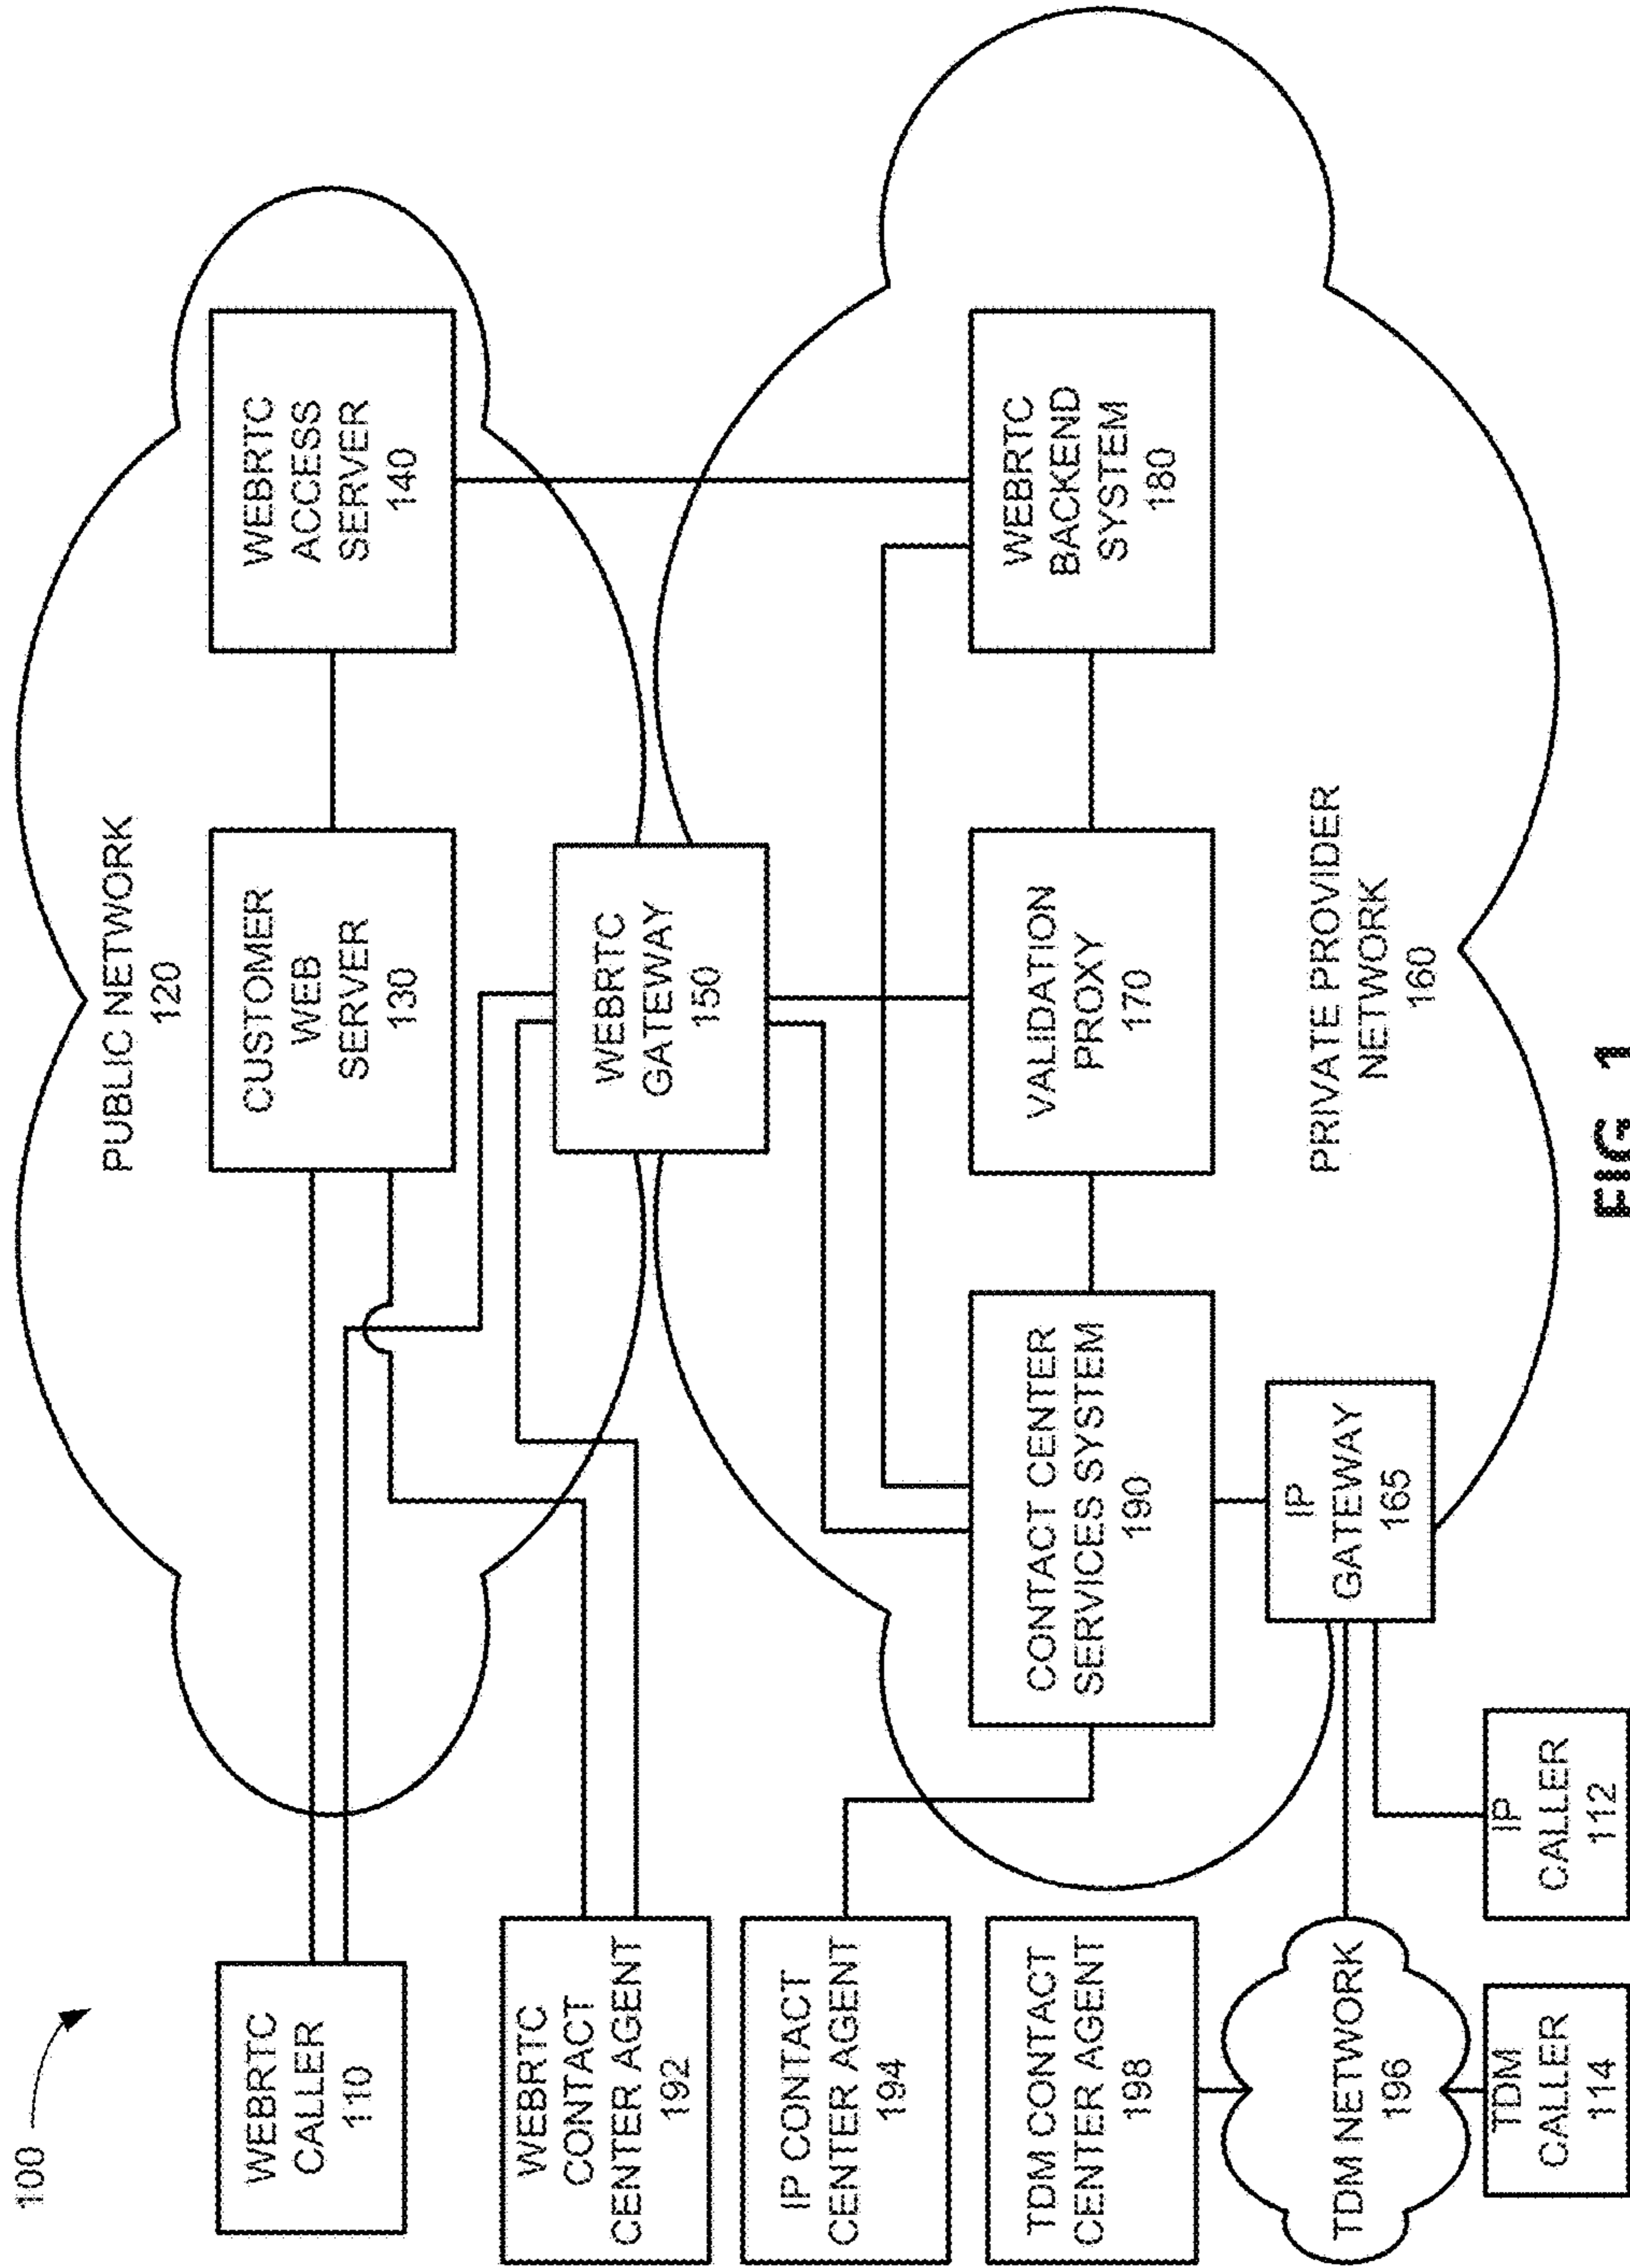 100
WEBRTC
CALLER
110
WEBRTC
CONTACT
CENTER AGENT
192
IP CONTACT
CENTER AGENT
194
TDM CONTACT
CENTER AGENT
198
TDM NETWORK
196
TDM
CALLER
114
IP
CALLER
112
PUBLIC NETWORK
120
CUSTOMER
WEB
SERVER
130
WEBRTC
ACCESS
SERVER
140
WEBRTC
GATEWAY
150
CONTACT CENTER
SERVICES SYSTEM
190
VALIDATION
PROXY
170
WEBRTC
BACKEND
SYSTEM
180
IP
GATEWAY
165
PRIVATE PROVIDER
NETWORK
160
FIG. 1